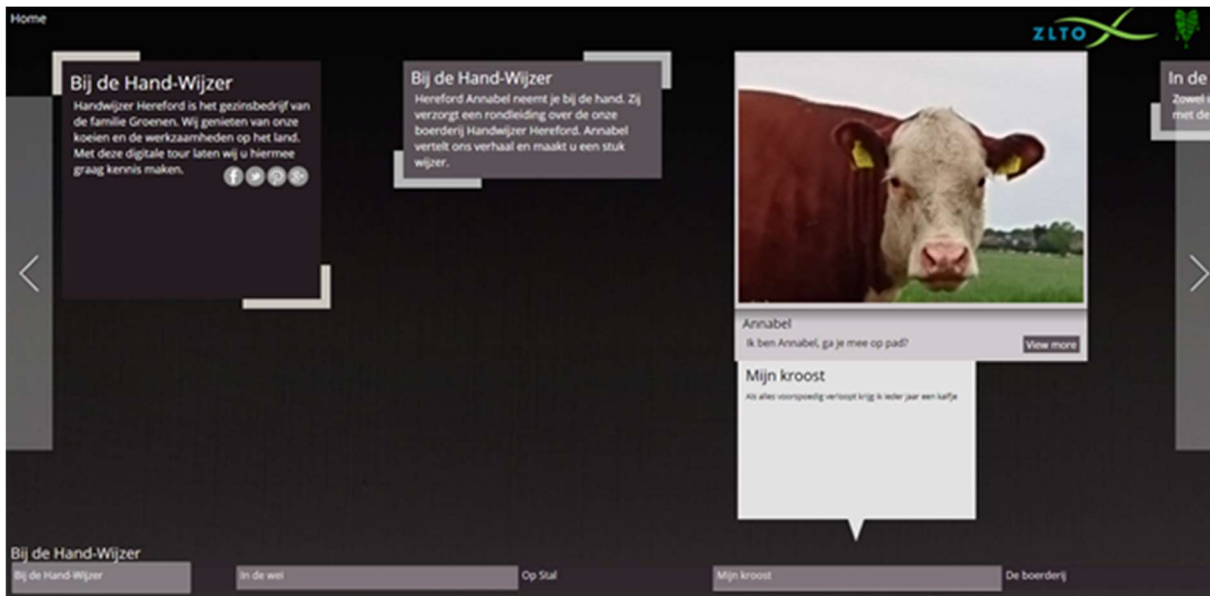 Home
ZLTO
Bij de Hand-Wijzer
Handwijzer Hereford is het gezinsbedrijf van
de familie Groenen. Wij genieten van onze
koeien en de werkzaamheden op het land.
Met deze digitale tour laten wij u hiermee
graag kennis maken.
Bij de Hand-Wijzer
Hereford Annabel neemt je bij de hand. Zij
verzorgt een rondleiding over de onze
boerderij Handwijzer Hereford. Annabel
vertelt ons verhaal en maakt u een stuk
wijzer.
Annabel
Ik ben Annabel, ga je mee op pad?
View more
Mijn kroost
Als alles voorspoedig verloopt krijg ik ieder jaar een kalfje
In de
Zowel
met de
Bij de Hand-Wijzer
Bij de Hand-Wijzer
In de wei
Op Stal
Mijn kroost
De boerderij